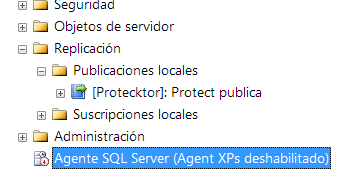 Seguridad
Objetos de servidor
Replicación
Publicaciones locales
[Protecktor]: Protect publica
Suscripciones locales
Administración
Agente SQL Server (Agent XPs deshabilitado)